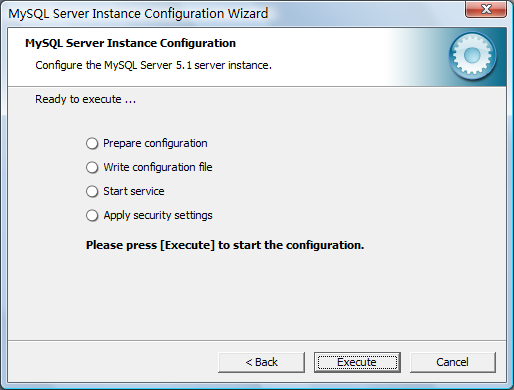 MySQL Server Instance Configuration Wizard
MySQL Server Instance Configuration
Configure the MySQL Server 5.1 server instance.
Ready to execute ...
Prepare configuration
Write configuration file
Start service
Apply security settings
Please press [Execute] to start the configuration.
< Back
Execute
Cancel